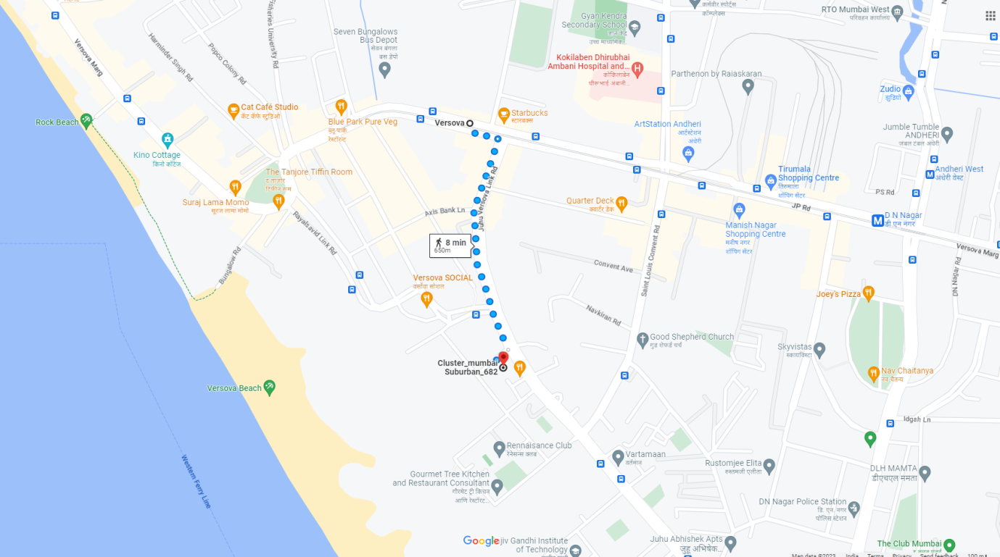 कर्मवीर स्पोर्ट्स
कॉम्प्लेक्स
RTO Mumbai West
परिवहन कार्यालय
Gyan Kendra
Secondary School
ज्ञान केंद्र
उच्च माध्यमिक...
Fisheries University Rd
Seven Bungalows
Bus Depot
सेवन बंगला
बस डेपो
Versova Marg
Harminder Singh Rd
Popco Colony Rd
Kokilaben Dhirubhai
Ambani Hospital and...
कोकिलाबेन
धीरूभाई अंबानी...
Parthenon by Raiaskaran
Zudio
झुडियो
Cat Café Studio
कॅट कॅफे स्टुडिओ
Rock Beach
Blue Park Pure Veg
ब्लू पार्क
रेस्टॉरन्ट
Versova
Starbucks
स्टारबक्स
ArtStation Andheri
आर्टस्टेशन
अंधेरी
Jumble Tumble
ANDHERI
जंबल टंबल अंधेरी
Kino Cottage
किनो कॉटेज
The Tanjore Tiffin Room
द तांजोर
टिफीन रूम
Tirumala
Shopping Centre
तिरुमाला
शॉपिंग सेंटर
Andheri West
अंधेरी वेस्ट
PS Rd
Suraj Lama Momo
सूरज लामा मोमो
Juhu Versova Link Rd
Axis Bank Ln
Quarter Deck
क्वार्टर डेक
JP Rd
D N Nagar
डी एन नगर
Manish Nagar
Shopping Centre
मनीष नगर
शॉपिंग सेंटर
Rayalsavid Link Rd
Bungalow Rd
8 min
650m
Versova Marg
Saint Louis Convent Rd
Convent Ave
DN Nagar Rd
Versova SOCIAL
वर्सोवा सोशल
Joey's Pizza
Navkiran Rd
Good Shepherd Church
गुड शेफर्ड चर्च
Skyvistas
स्कायविस्टा
Cluster_mumbai
Suburban_682
Nav Chaitanya
नव चैतन्य
Versova Beach
Idgah Ln
Rennaisance Club
रेनेसन्स क्लब
Vartamaan
वर्तमान
Rustomjee Elita
रुस्तमजी एलीता
DLH MAMTA
डीएचएल ममता
Western Ferry Line
Gourmet Tree Kitchen
and Restaurant Consultant
गौरमेट ट्री किचन
आणि रेस्टॉर...
DN Nagar Police Station
डि. एन. नगर
पोलिस स्टेशन
Google
jiv Gandhi Institute
of Technology
Juhu Abhishek Apts
जूहू अभिषेक...
The Club Mumbai
Map data ©2023 India Terms Privacy Send feedback 100 m